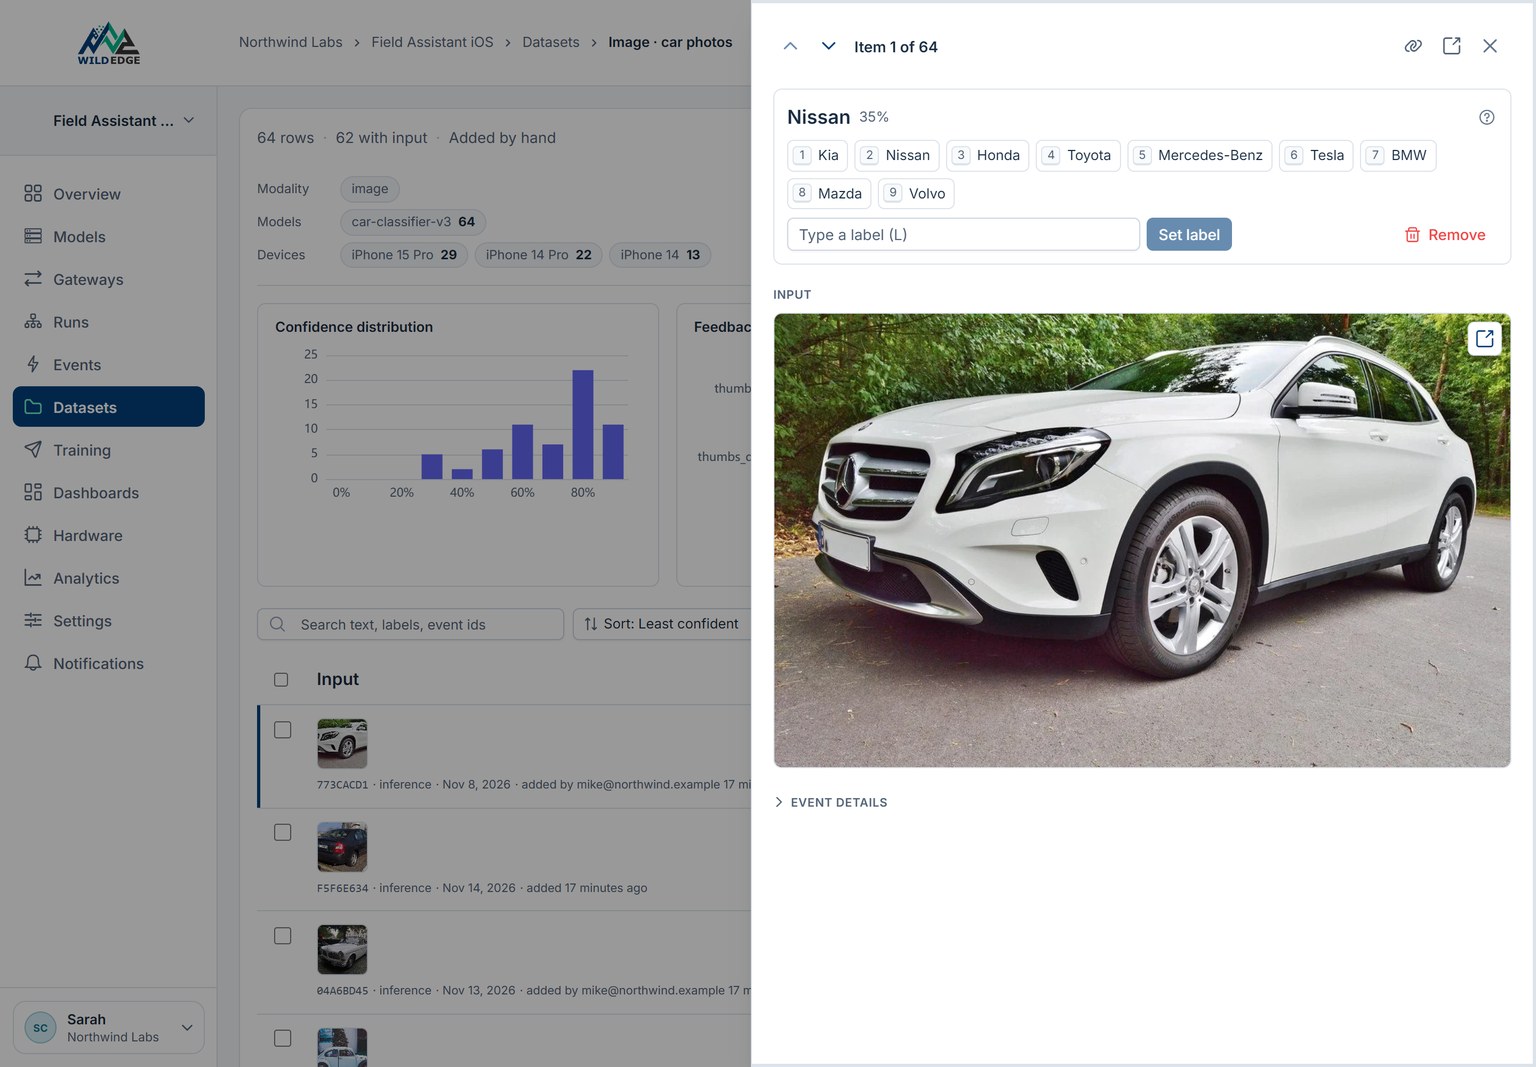 WILDEDGE
Northwind Labs > Field Assistant iOS > Datasets > Image · car photos
Field Assistant ...
Overview
Models
Gateways
Runs
Events
Datasets
Training
Dashboards
Hardware
Analytics
Settings
Notifications
SC
Sarah
Northwind Labs
64 rows · 62 with input · Added by hand
Modality image
Models car-classifier-v3 64
Devices iPhone 15 Pro 29 iPhone 14 Pro 22 iPhone 14 13
Confidence distribution
25
20
15
10
5
0
0% 20% 40% 60% 80%
Feedbac
thumb
thumbs_c
Search text, labels, event ids
Sort: Least confident
Input
773CACD1 · inference · Nov 8, 2026 · added by mike@northwind.example 17 mi
F5F6E634 · inference · Nov 14, 2026 · added 17 minutes ago
04A6BD45 · inference · Nov 13, 2026 · added by mike@northwind.example 17 m
Item 1 of 64
Nissan 35%
1 Kia 2 Nissan 3 Honda 4 Toyota 5 Mercedes-Benz 6 Tesla 7 BMW
8 Mazda 9 Volvo
Type a label (L) Set label Remove
INPUT
EVENT DETAILS